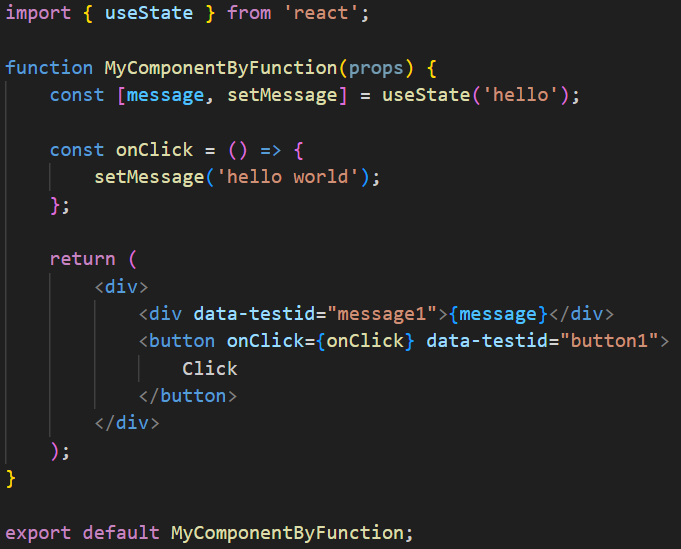 import { useState } from 'react';

function MyComponentByFunction(props) {
    const [message, setMessage] = useState('hello');

    const onClick = () => {
        setMessage('hello world');
    };

    return (
        <div>
            <div data-testid="message1">{message}</div>
            <button onClick={onClick} data-testid="button1">
                Click
            </button>
        </div>
    );
}

export default MyComponentByFunction;